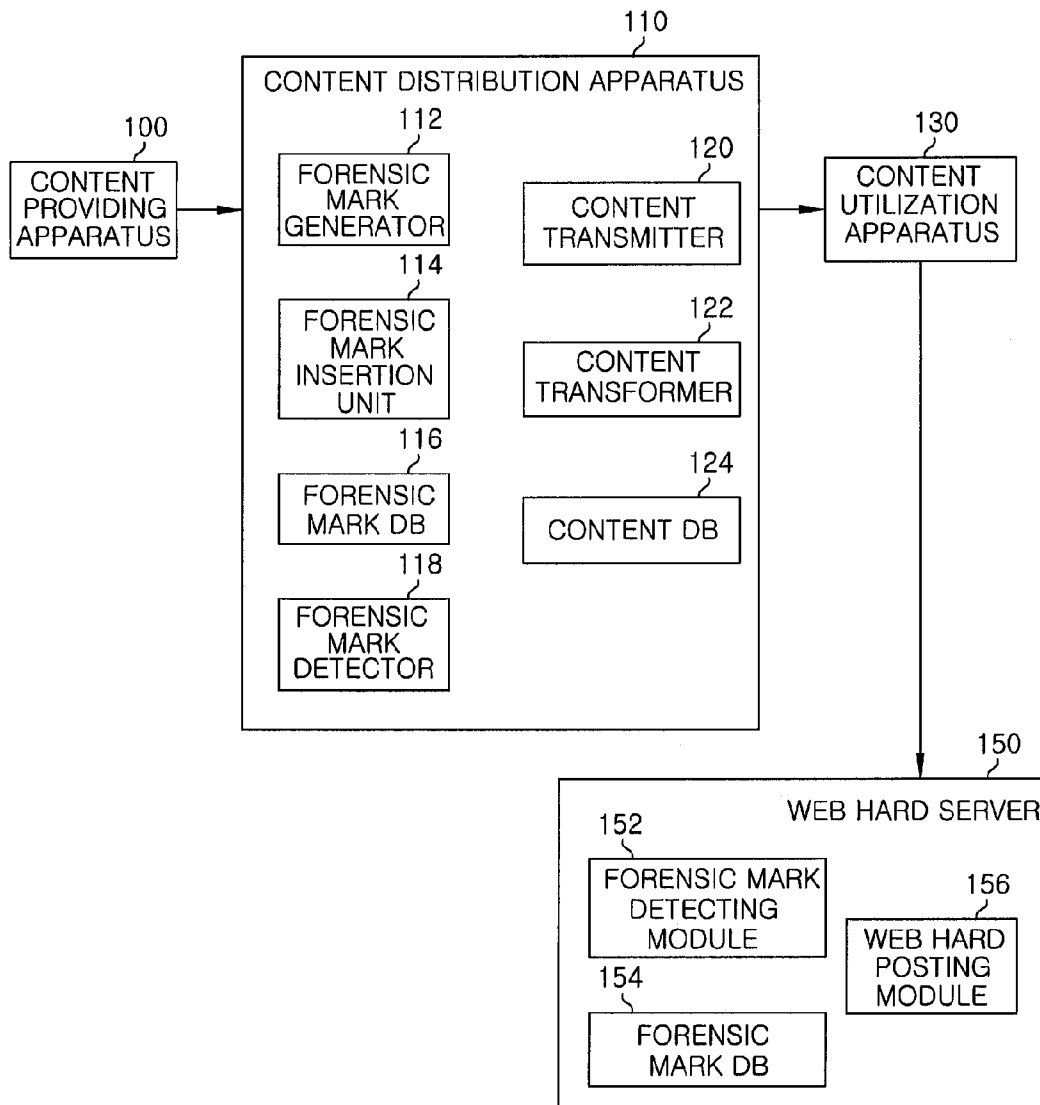 110
CONTENT DISTRIBUTION APPARATUS
100
CONTENT
PROVIDING
APPARATUS
112
FORENSIC
MARK
GENERATOR
114
FORENSIC
MARK
INSERTION
UNIT
116
FORENSIC
MARK DB
118
FORENSIC
MARK
DETECTOR
120
CONTENT
TRANSMITTER
122
CONTENT
TRANSFORMER
124
CONTENT DB
130
CONTENT
UTILIZATION
APPARATUS
150
WEB HARD SERVER
152
FORENSIC MARK
DETECTING
MODULE
154
FORENSIC
MARK DB
156
WEB HARD
POSTING
MODULE